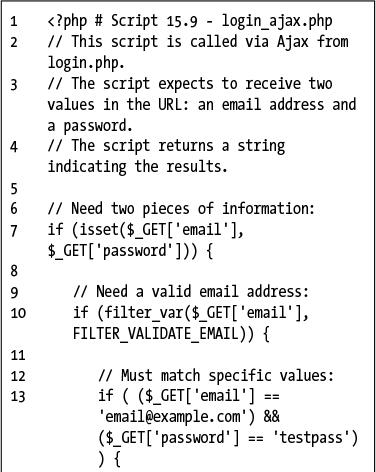 1 <?php # Script 15.9 - login_ajax.php
2 // This script is called via Ajax from
login.php.
3 // The script expects to receive two
values in the URL: an email address and
a password.
4 // The script returns a string
indicating the results.
5
6 // Need two pieces of information:
7 if (isset($_GET['email'],
$_GET['password'])) {
8
9 // Need a valid email address:
10 if (filter_var($_GET['email'],
FILTER_VALIDATE_EMAIL)) {
11
12 // Must match specific values:
13 if ( ($_GET['email'] ==
'email@example.com') &&
($_GET['password'] == 'testpass')
) {